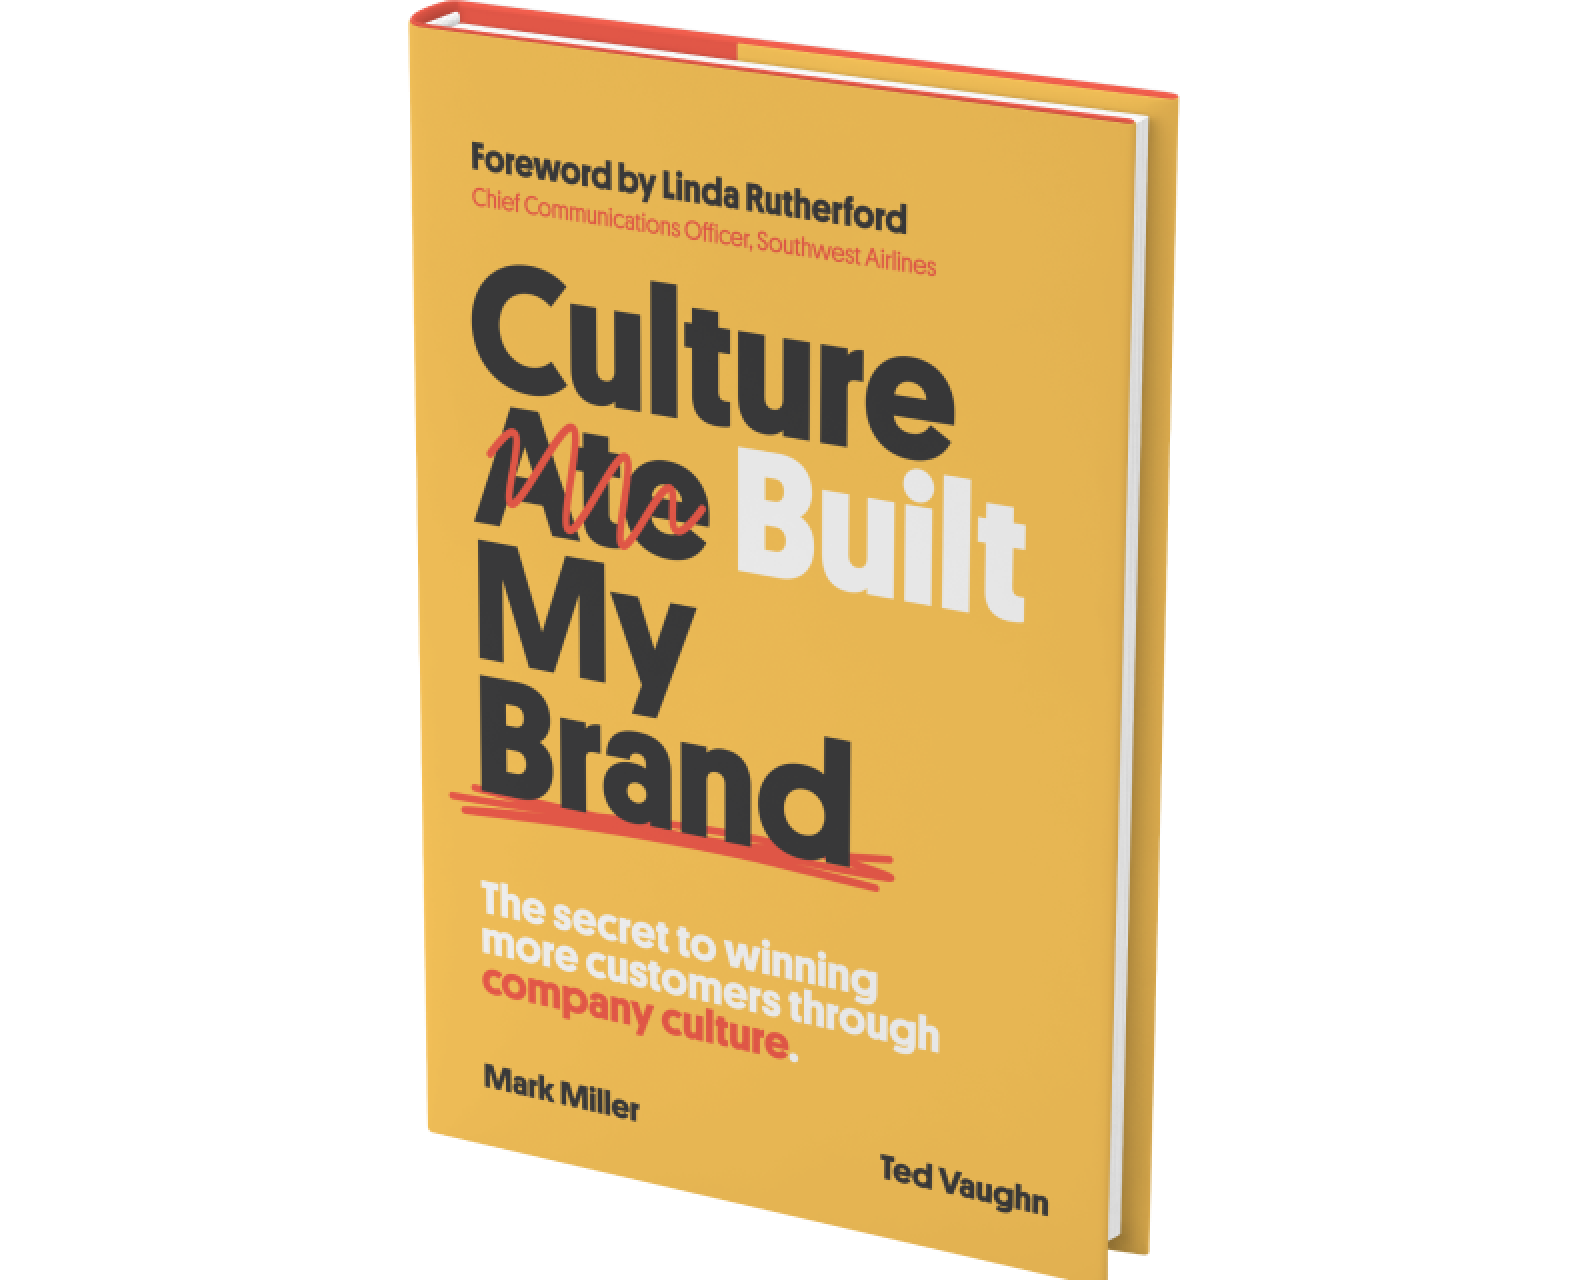 Foreword by Linda Rutherford
Chief Communications Officer, Southwest Airlines
Culture
Ate Built
My
Brand
The secret to winning
more customers through
company culture.
Mark Miller
Ted Vaughn